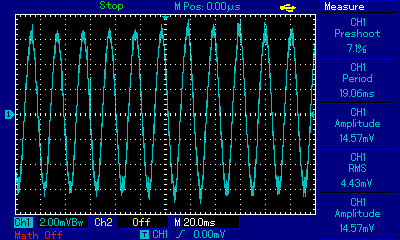 Stop
M Pos: 0.00µs
Measure
CH1
Preshoot
7.1%
CH1
Period
19.06ms
CH1
Amplitude
14.57mV
CH1
RMS
4.43mV
CH1
Amplitude
14.57mV
1
Ch1 2.00mVBw Ch2 Off M 20.0ms
Math Off T CH1 0.00mV